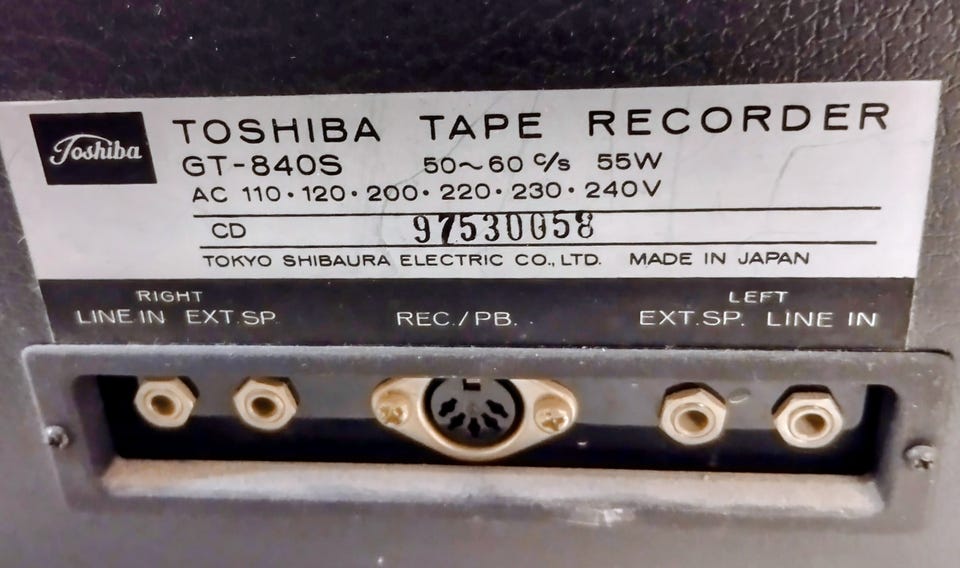 Toshiba
TOSHIBA TAPE RECORDER
GT-840S 50~60 c/s 55W
AC 110·120·200·220·230·240V
CD 97530058
TOKYO SHIBAURA ELECTRIC CO., LTD. MADE IN JAPAN
RIGHT LEFT
LINE IN EXT.SP. REC./PB. EXT.SP. LINE IN